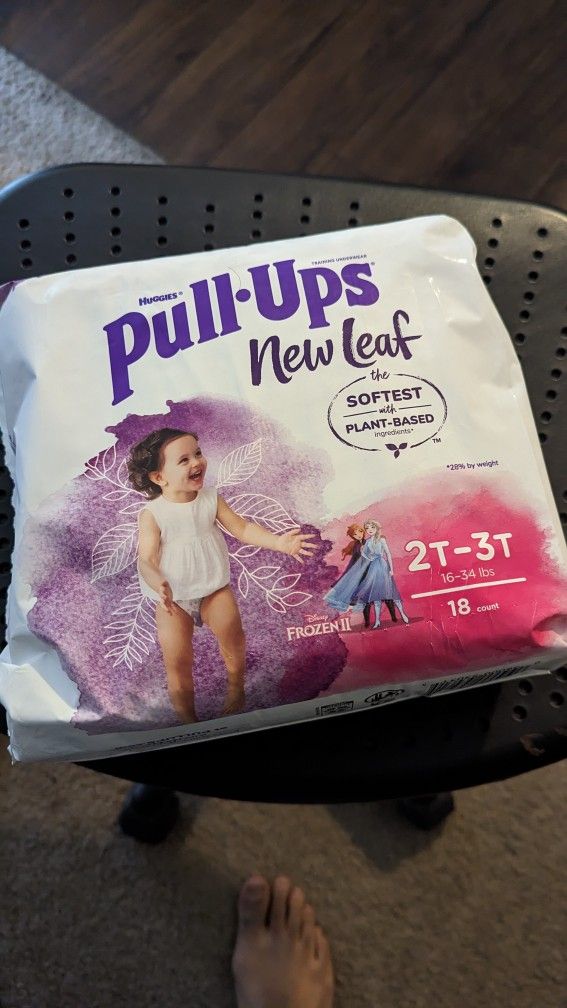 TRAINING UNDERWEAR
HUGGIES®
Pull·Ups®
New Leaf
the
SOFTEST
with
PLANT-BASED
ingredients*
TM
*28% by weight
2T-3T
16-34 lbs
18 count
Disney
FROZEN II